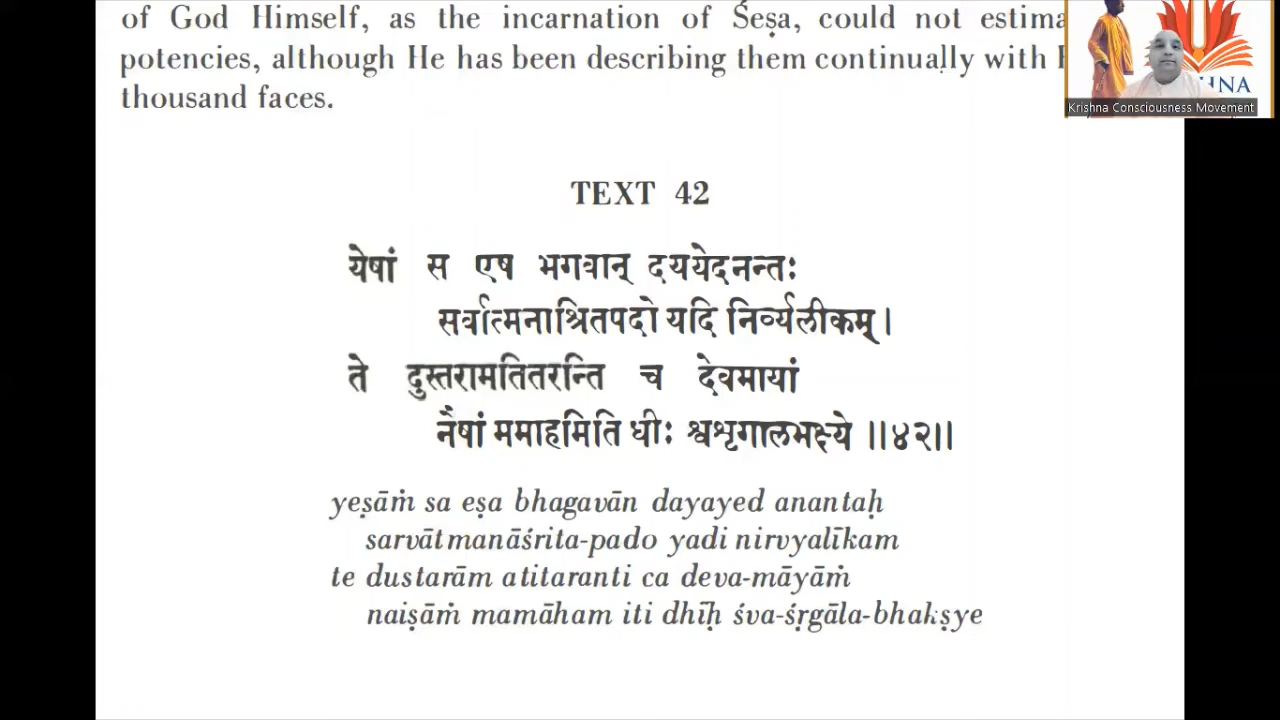 of God Himself, as the incarnation of Śeṣa, could not
potencies, although He has been describing them continually with
thousand faces.
Krishna Consciousness Movement
TEXT 42
येषां स एष भगवान् दययेदनन्तः
सर्वात्मनाश्रितपदो यदि निर्व्यलीकम् ।
ते दुस्तरामतितरन्ति च देवमायां
नैषां ममाहमिति धीः श्वशृगालभक्ष्ये ॥४२॥
yeṣāṁ sa eṣa bhagavān dayayed anantaḥ
sarvātmanāśrita-pado yadi nirvyalīkam
te dustarām atitaranti ca deva-māyāṁ
naiṣāṁ mamāham iti dhīḥ śva-śṛgāla-bhakṣye